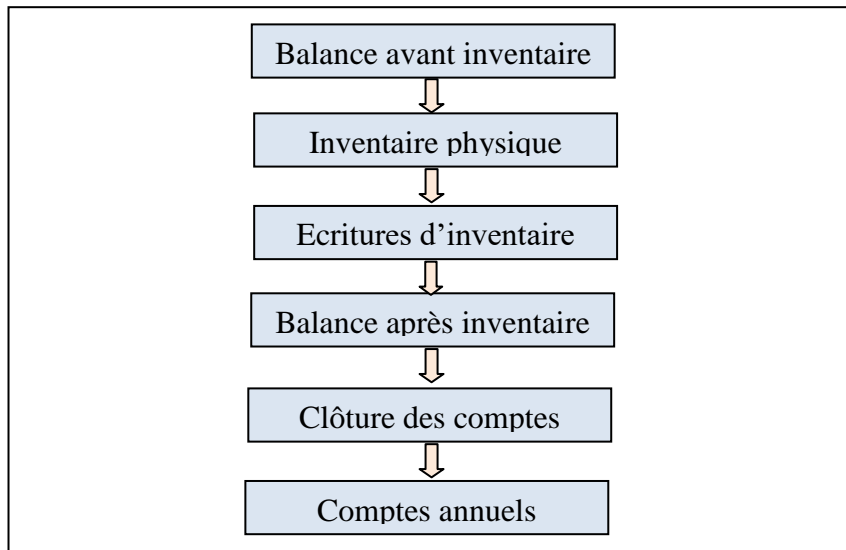 Balance avant inventaire
Inventaire physique
Ecritures d’inventaire
Balance après inventaire
Clôture des comptes
Comptes annuels